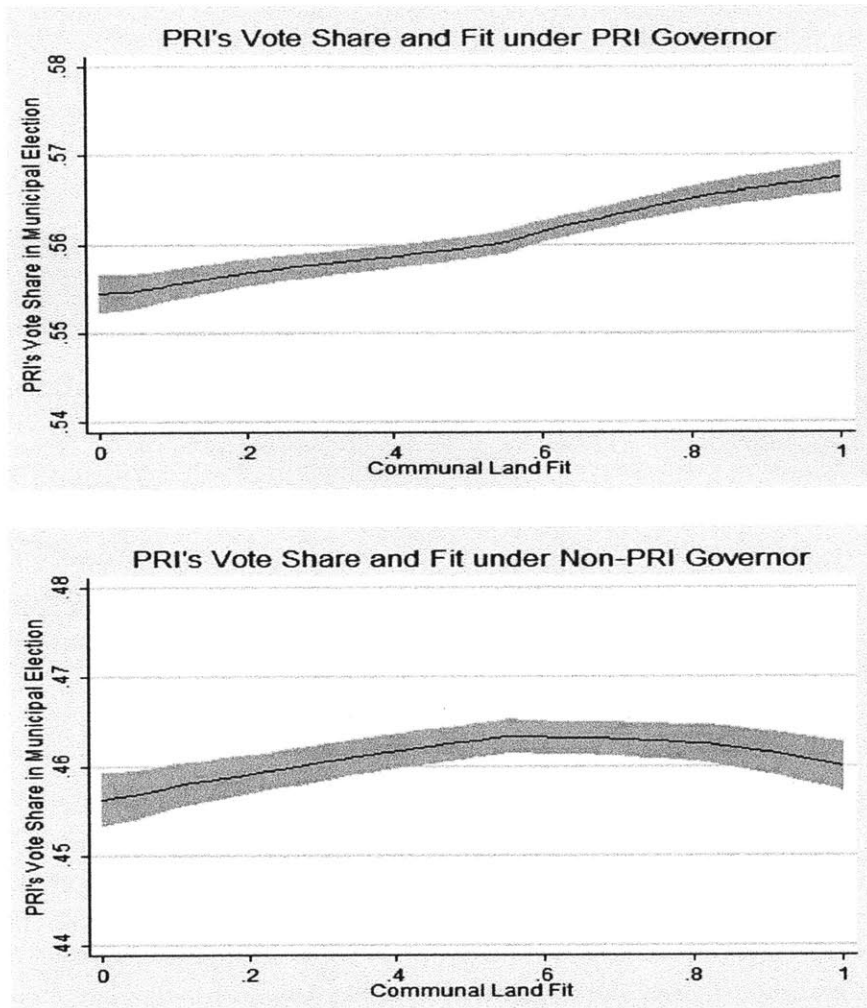 PRI's Vote Share and Fit under PRI Governor
PRI's Vote Share in Municipal Election
.58
.57
.56
.55
.54
0 .2 .4 .6 .8 1
Communal Land Fit
PRI's Vote Share and Fit under Non-PRI Governor
PRI's Vote Share in Municipal Election
.48
.47
.46
.45
.44
0 .2 .4 .6 .8 1
Communal Land Fit